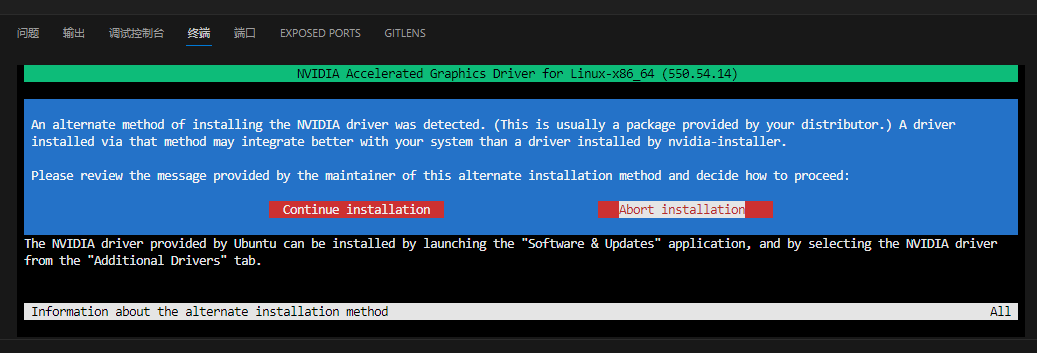 问题 输出 调试控制台 终端 端口 EXPOSED PORTS GITLENS
NVIDIA Accelerated Graphics Driver for Linux-x86_64 (550.54.14)
An alternate method of installing the NVIDIA driver was detected. (This is usually a package provided by your distributor.) A driver
installed via that method may integrate better with your system than a driver installed by nvidia-installer.
Please review the message provided by the maintainer of this alternate installation method and decide how to proceed:
Continue installation Abort installation
The NVIDIA driver provided by Ubuntu can be installed by launching the "Software & Updates" application, and by selecting the NVIDIA driver
from the "Additional Drivers" tab.
Information about the alternate installation method All